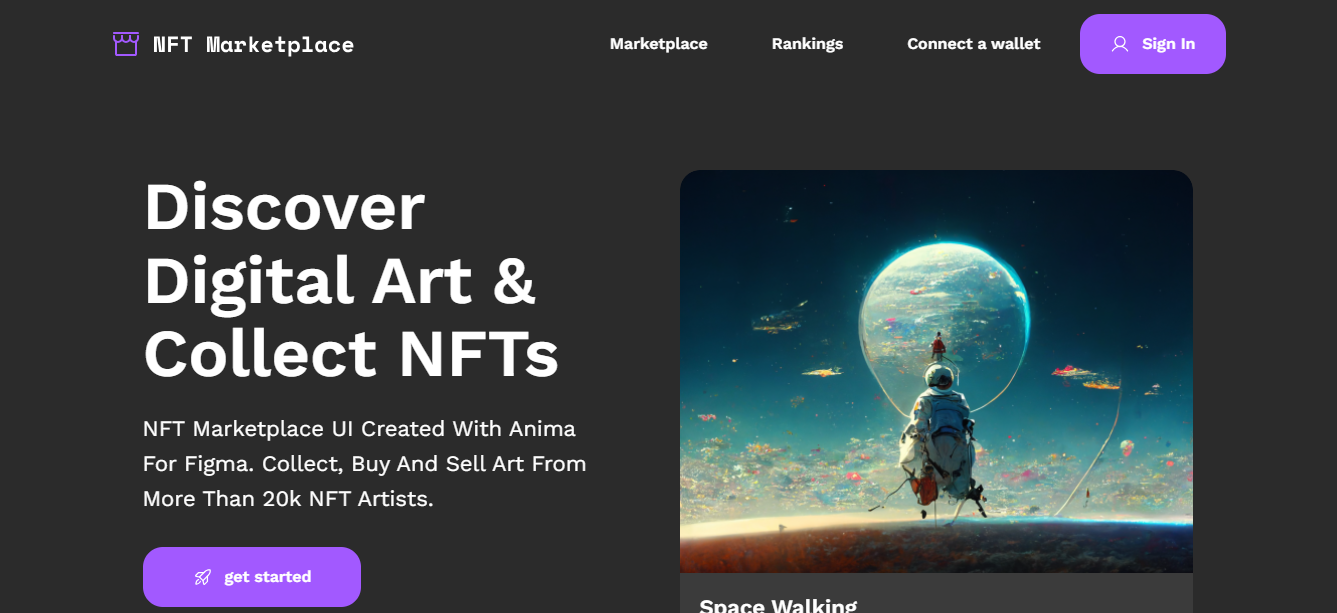 NFT Marketplace
Marketplace
Rankings
Connect a wallet
Sign In
Discover
Digital Art &
Collect NFTs
NFT Marketplace UI Created With Anima
For Figma. Collect, Buy And Sell Art From
More Than 20k NFT Artists.
get started
Space Walking